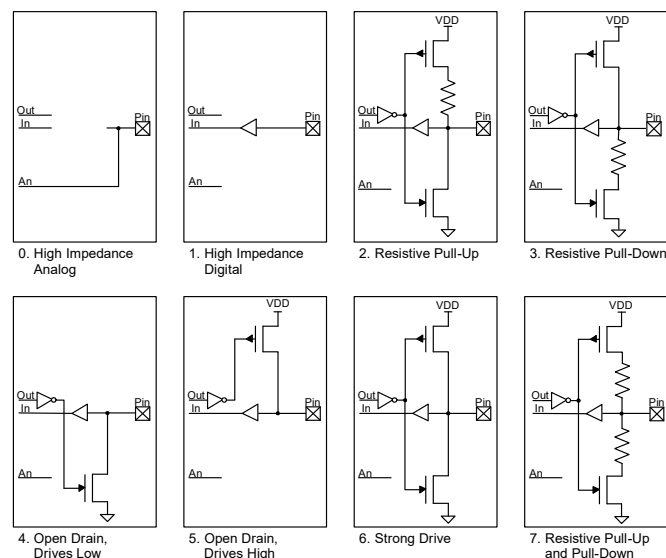 VDD
VDD
Out
In
Pin
An
Out
In
Pin
An
Out
In
Pin
An
Out
In
Pin
An
0. High Impedance
Analog
1. High Impedance
Digital
2. Resistive Pull-Up
3. Resistive Pull-Down
VDD
VDD
VDD
Out
In
Pin
An
Out
In
Pin
An
Out
In
Pin
An
Out
In
Pin
An
4. Open Drain,
Drives Low
5. Open Drain,
Drives High
6. Strong Drive
7. Resistive Pull-Up
and Pull-Down